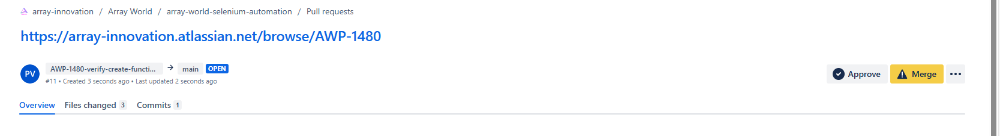 array-innovation / Array World / array-world-selenium-automation / Pull requests
https://array-innovation.atlassian.net/browse/AWP-1480
PV AWP-1480-verify-create-functi... → main OPEN
#11 • Created 3 seconds ago • Last updated 2 seconds ago
Approve Merge
Overview Files changed 3 Commits 1